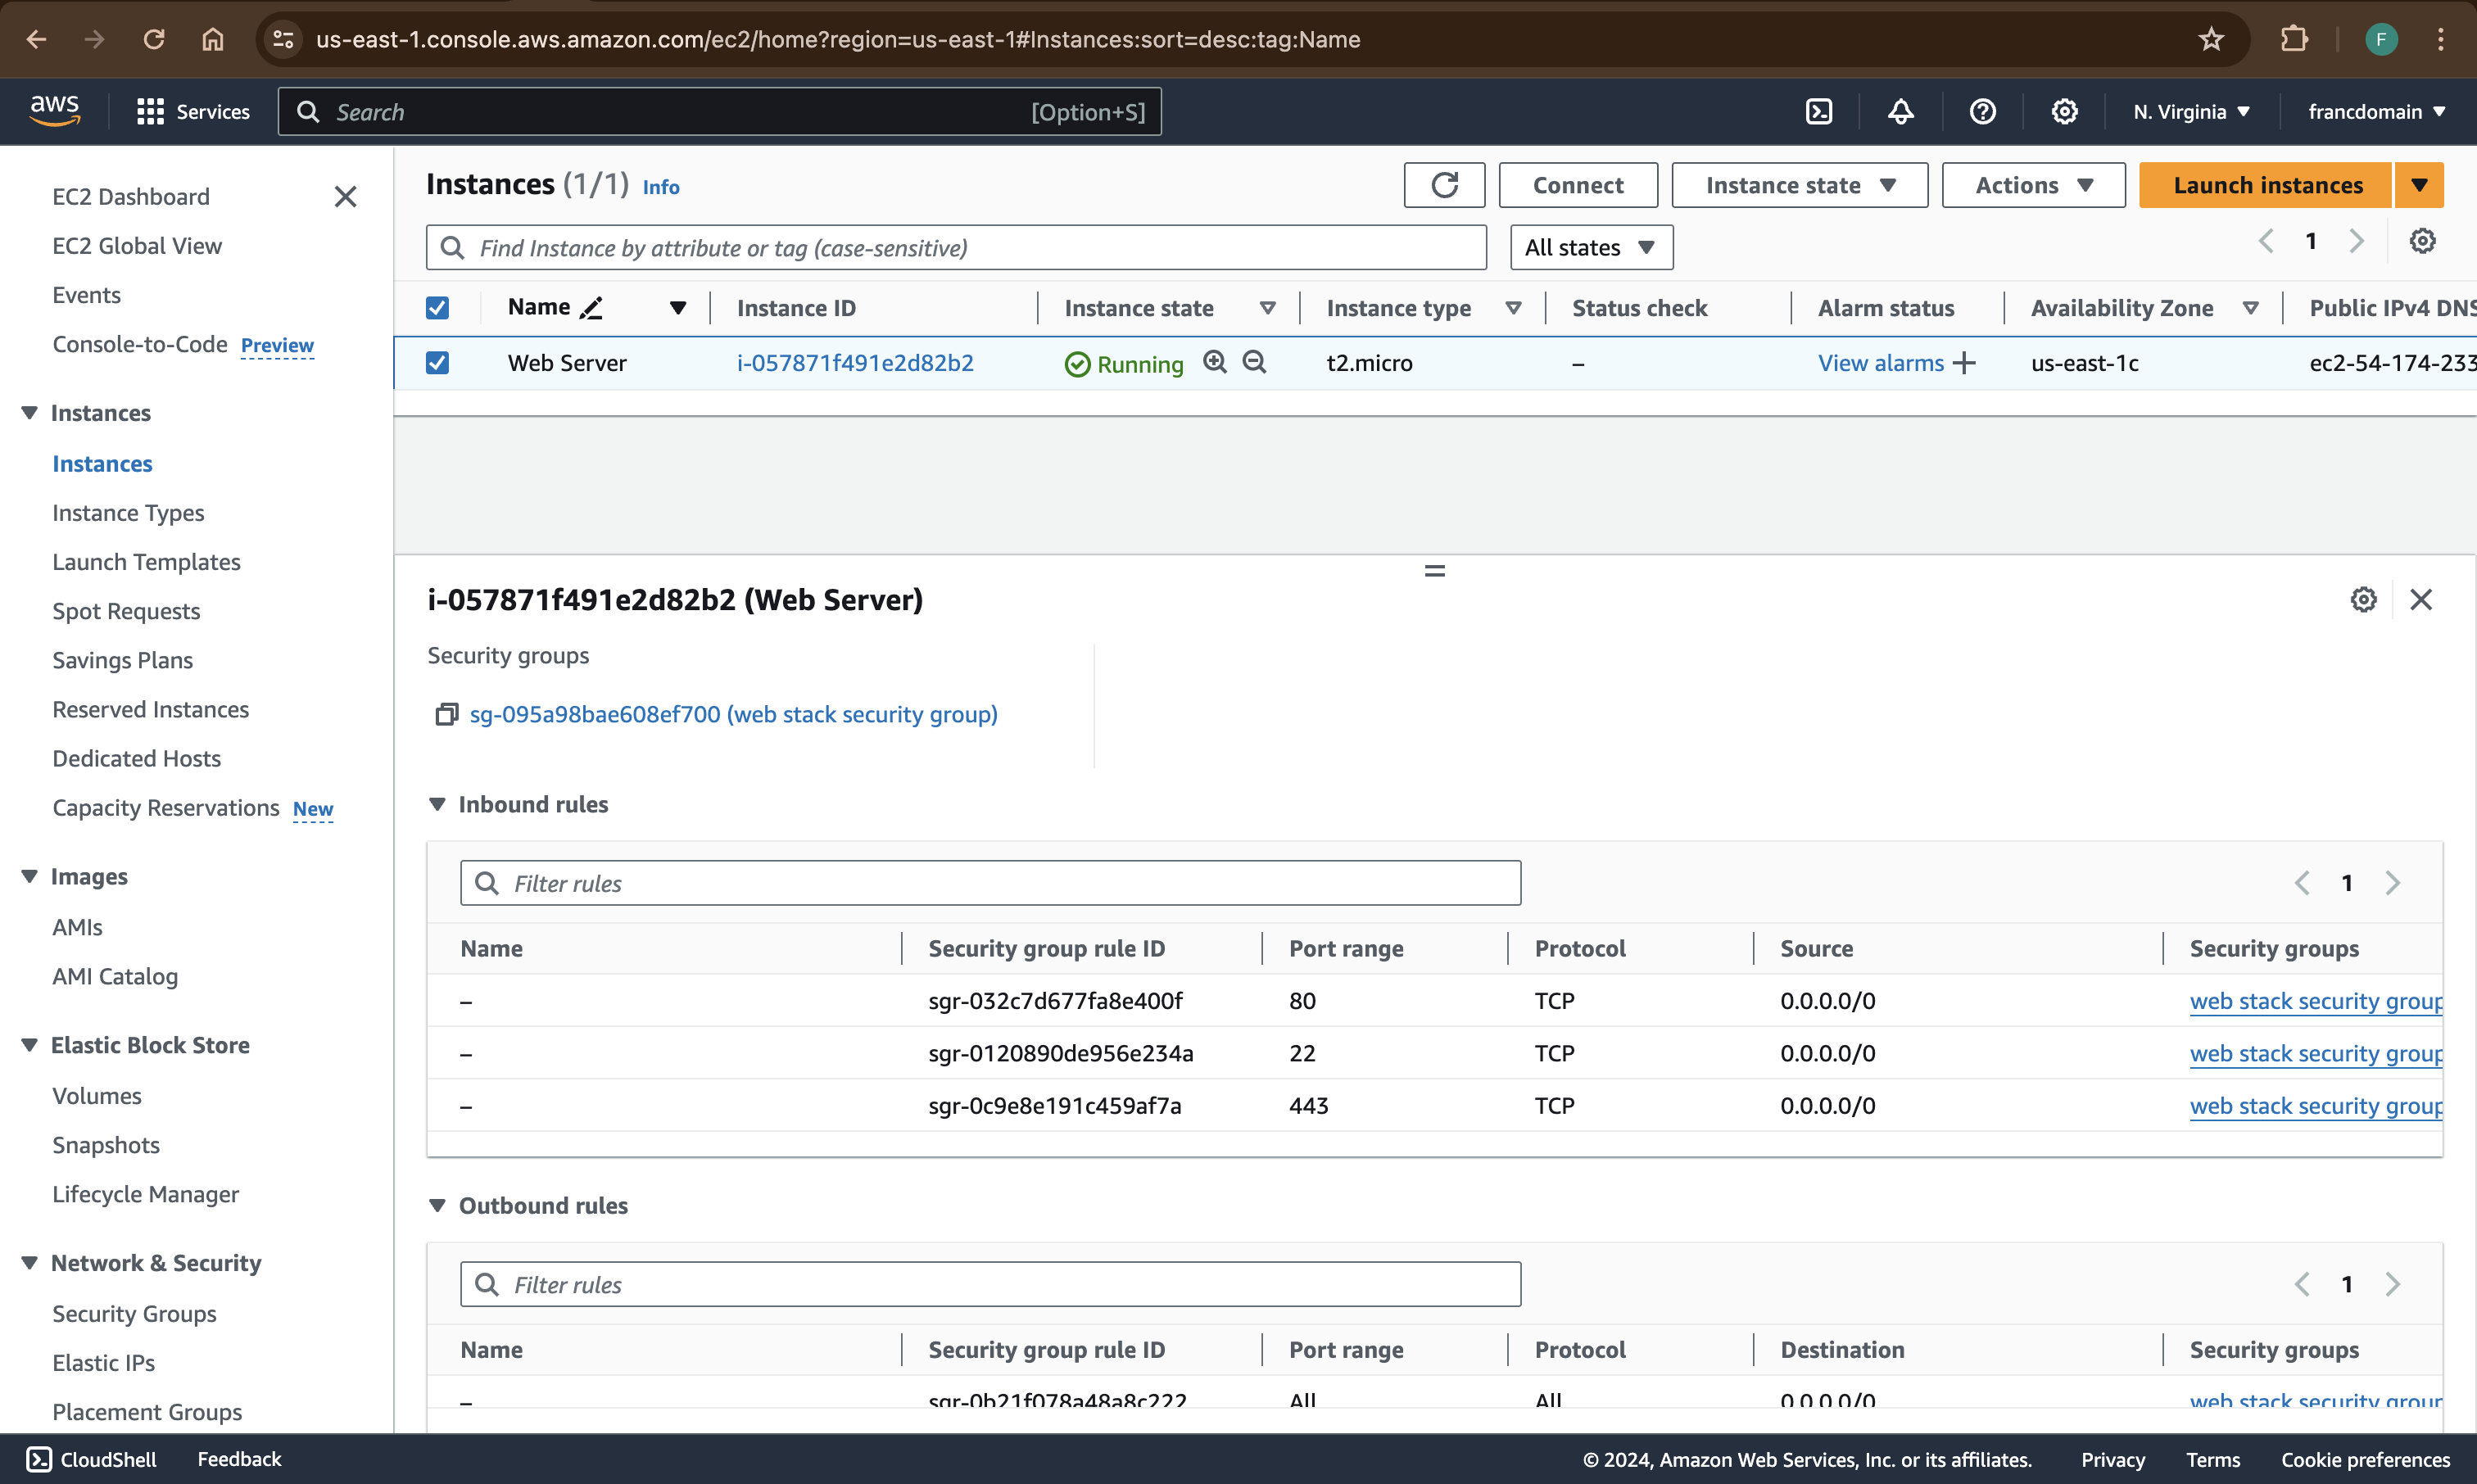 us-east-1.console.aws.amazon.com/ec2/home?region=us-east-1#Instances:sort=desc:tag:Name
F
aws
Services
Search
[Option+S]
N. Virginia
francdomain
EC2 Dashboard
EC2 Global View
Events
Console-to-Code Preview
Instances
Instances
Instance Types
Launch Templates
Spot Requests
Savings Plans
Reserved Instances
Dedicated Hosts
Capacity Reservations New
Images
AMIs
AMI Catalog
Elastic Block Store
Volumes
Snapshots
Lifecycle Manager
Network & Security
Security Groups
Elastic IPs
Placement Groups
Instances (1/1) Info
Connect
Instance state
Actions
Launch instances
Find Instance by attribute or tag (case-sensitive)
All states
1
Name Instance ID Instance state Instance type Status check Alarm status Availability Zone Public IPv4 DNS
Web Server i-057871f491e2d82b2 Running t2.micro – View alarms + us-east-1c ec2-54-174-233
i-057871f491e2d82b2 (Web Server)
Security groups
sg-095a98bae608ef700 (web stack security group)
Inbound rules
Filter rules
1
Name Security group rule ID Port range Protocol Source Security groups
– sgr-032c7d677fa8e400f 80 TCP 0.0.0.0/0 web stack security group
– sgr-0120890de956e234a 22 TCP 0.0.0.0/0 web stack security group
– sgr-0c9e8e191c459af7a 443 TCP 0.0.0.0/0 web stack security group
Outbound rules
Filter rules
1
Name Security group rule ID Port range Protocol Destination Security groups
– sgr-0b21f078a48a8c222 All All 0.0.0.0/0 web stack security group
CloudShell Feedback © 2024, Amazon Web Services, Inc. or its affiliates. Privacy Terms Cookie preferences